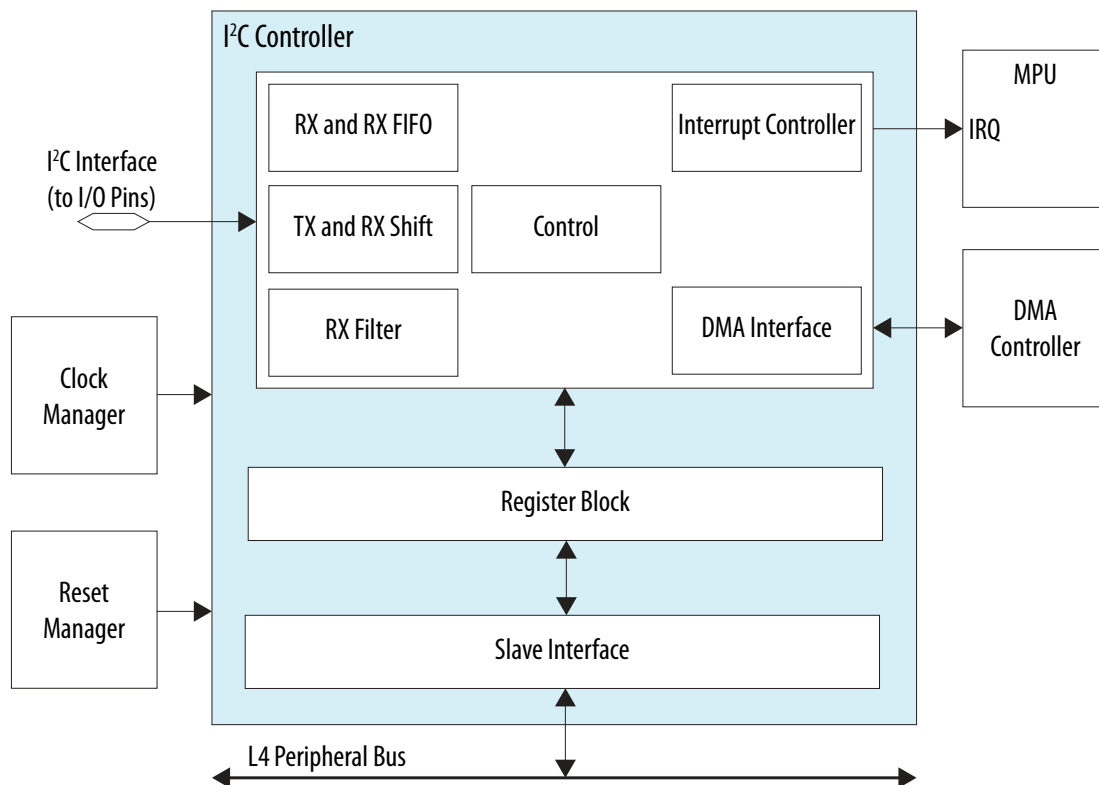 I²C Controller
MPU
RX and RX FIFO
Interrupt Controller
IRQ
I²C Interface
(to I/O Pins)
TX and RX Shift
Control
RX Filter
DMA Interface
DMA
Controller
Clock
Manager
Register Block
Reset
Manager
Slave Interface
L4 Peripheral Bus